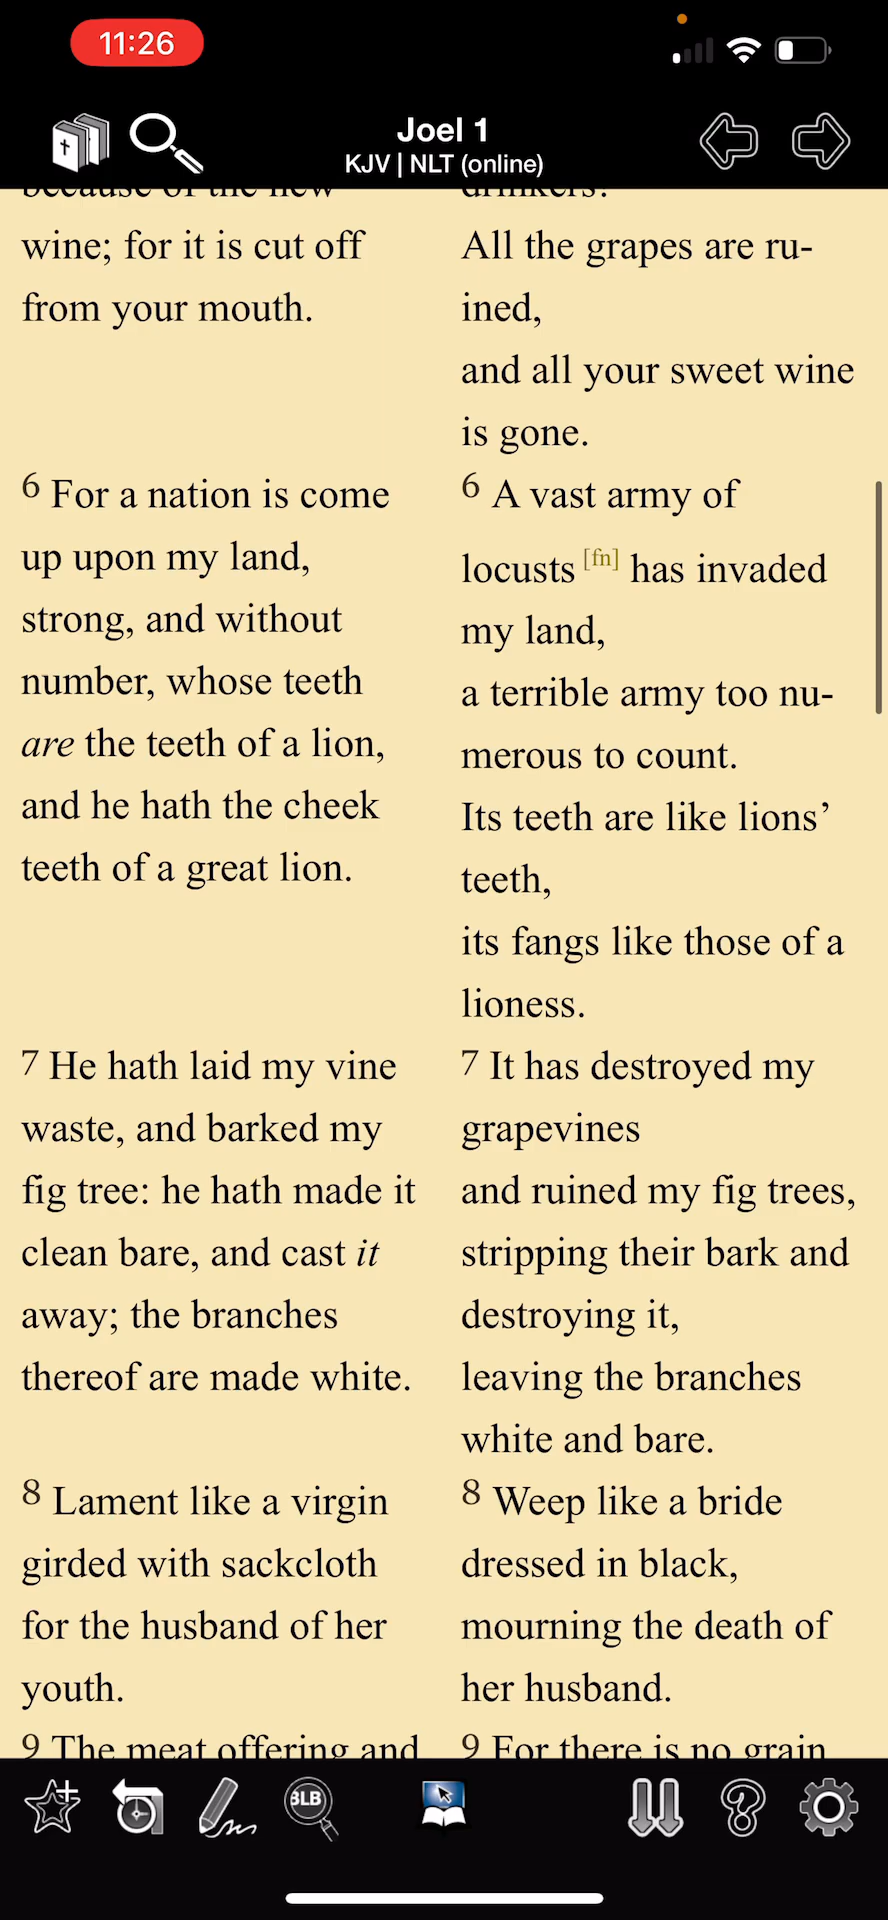 11:26
Joel 1
KJV | NLT (online)
because of the new
wine; for it is cut off
from your mouth.
6 For a nation is come
up upon my land,
strong, and without
number, whose teeth
are the teeth of a lion,
and he hath the cheek
teeth of a great lion.
7 He hath laid my vine
waste, and barked my
fig tree: he hath made it
clean bare, and cast it
away; the branches
thereof are made white.
8 Lament like a virgin
girded with sackcloth
for the husband of her
youth.
9 The meat offering and
drinkers!
All the grapes are ru-
ined,
and all your sweet wine
is gone.
6 A vast army of
locusts [fn] has invaded
my land,
a terrible army too nu-
merous to count.
Its teeth are like lions’
teeth,
its fangs like those of a
lioness.
7 It has destroyed my
grapevines
and ruined my fig trees,
stripping their bark and
destroying it,
leaving the branches
white and bare.
8 Weep like a bride
dressed in black,
mourning the death of
her husband.
9 For there is no grain
BLB